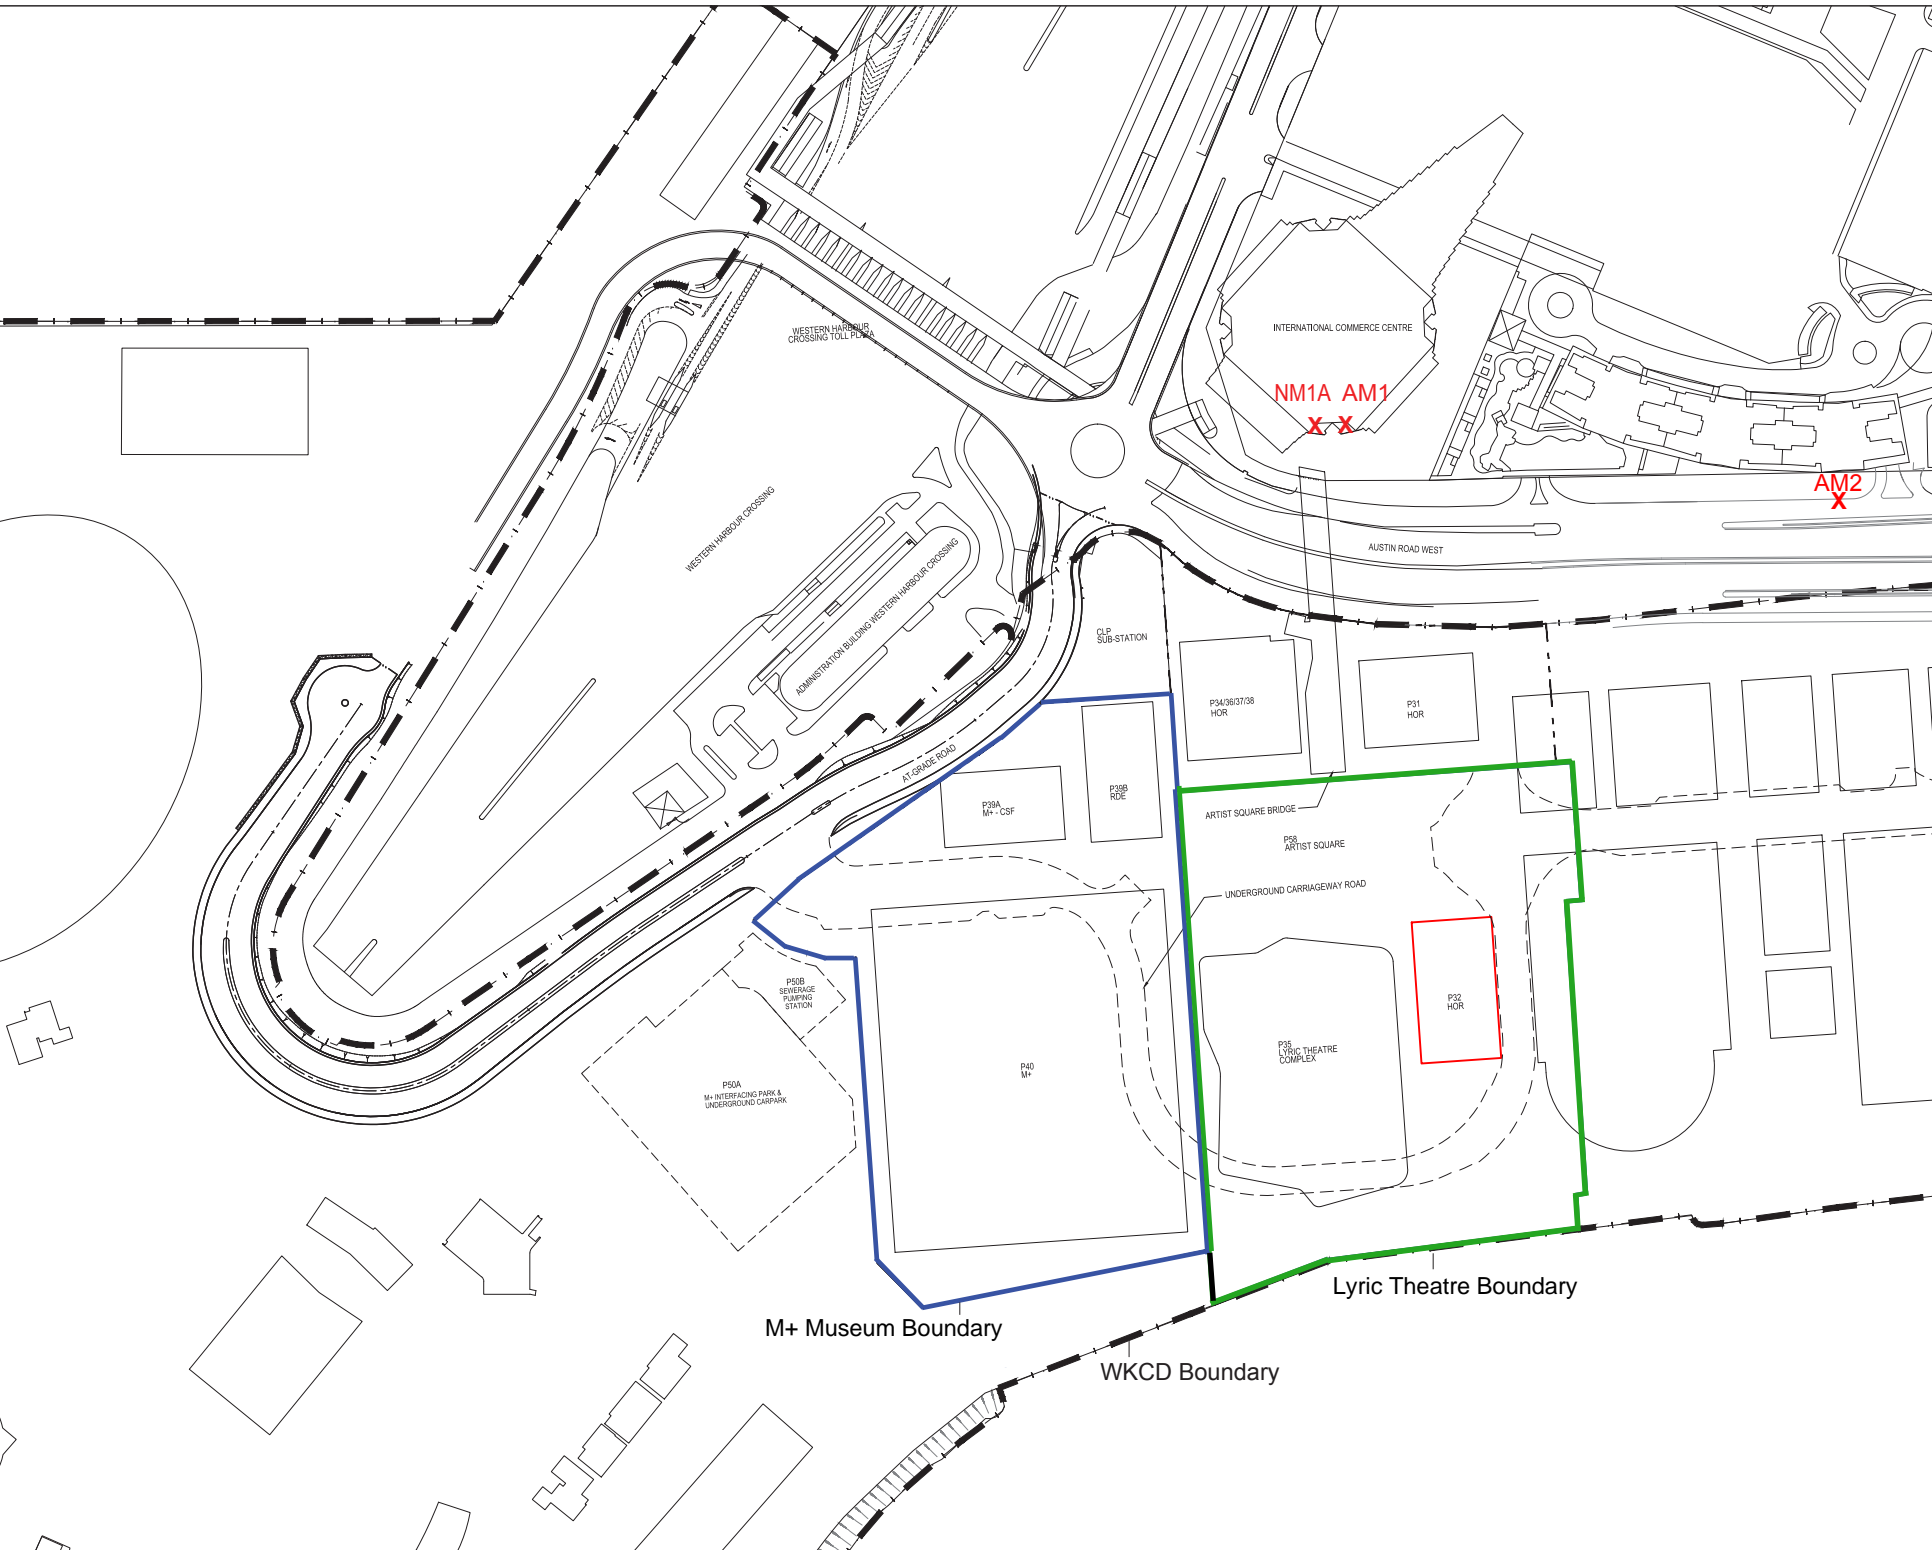 WESTERN HARBOUR
CROSSING TOLL PLAZA
INTERNATIONAL COMMERCE CENTRE
NM1A AM1
X X
AM2
X
WESTERN HARBOUR CROSSING
AUSTIN ROAD WEST
ADMINISTRATION BUILDING WESTERN HARBOUR CROSSING
CLP
SUB-STATION
P34/36/37/38
HOR
P31
HOR
AT-GRADE ROAD
P39A
M+ - CSF
P39B
RDE
ARTIST SQUARE BRIDGE
P58
ARTIST SQUARE
UNDERGROUND CARRIAGEWAY ROAD
P50B
SEWERAGE
PUMPING
STATION
P32
HOR
P35
LYRIC THEATRE
COMPLEX
P40
M+
P50A
M+ INTERFACING PARK &
UNDERGROUND CARPARK
Lyric Theatre Boundary
M+ Museum Boundary
WKCD Boundary